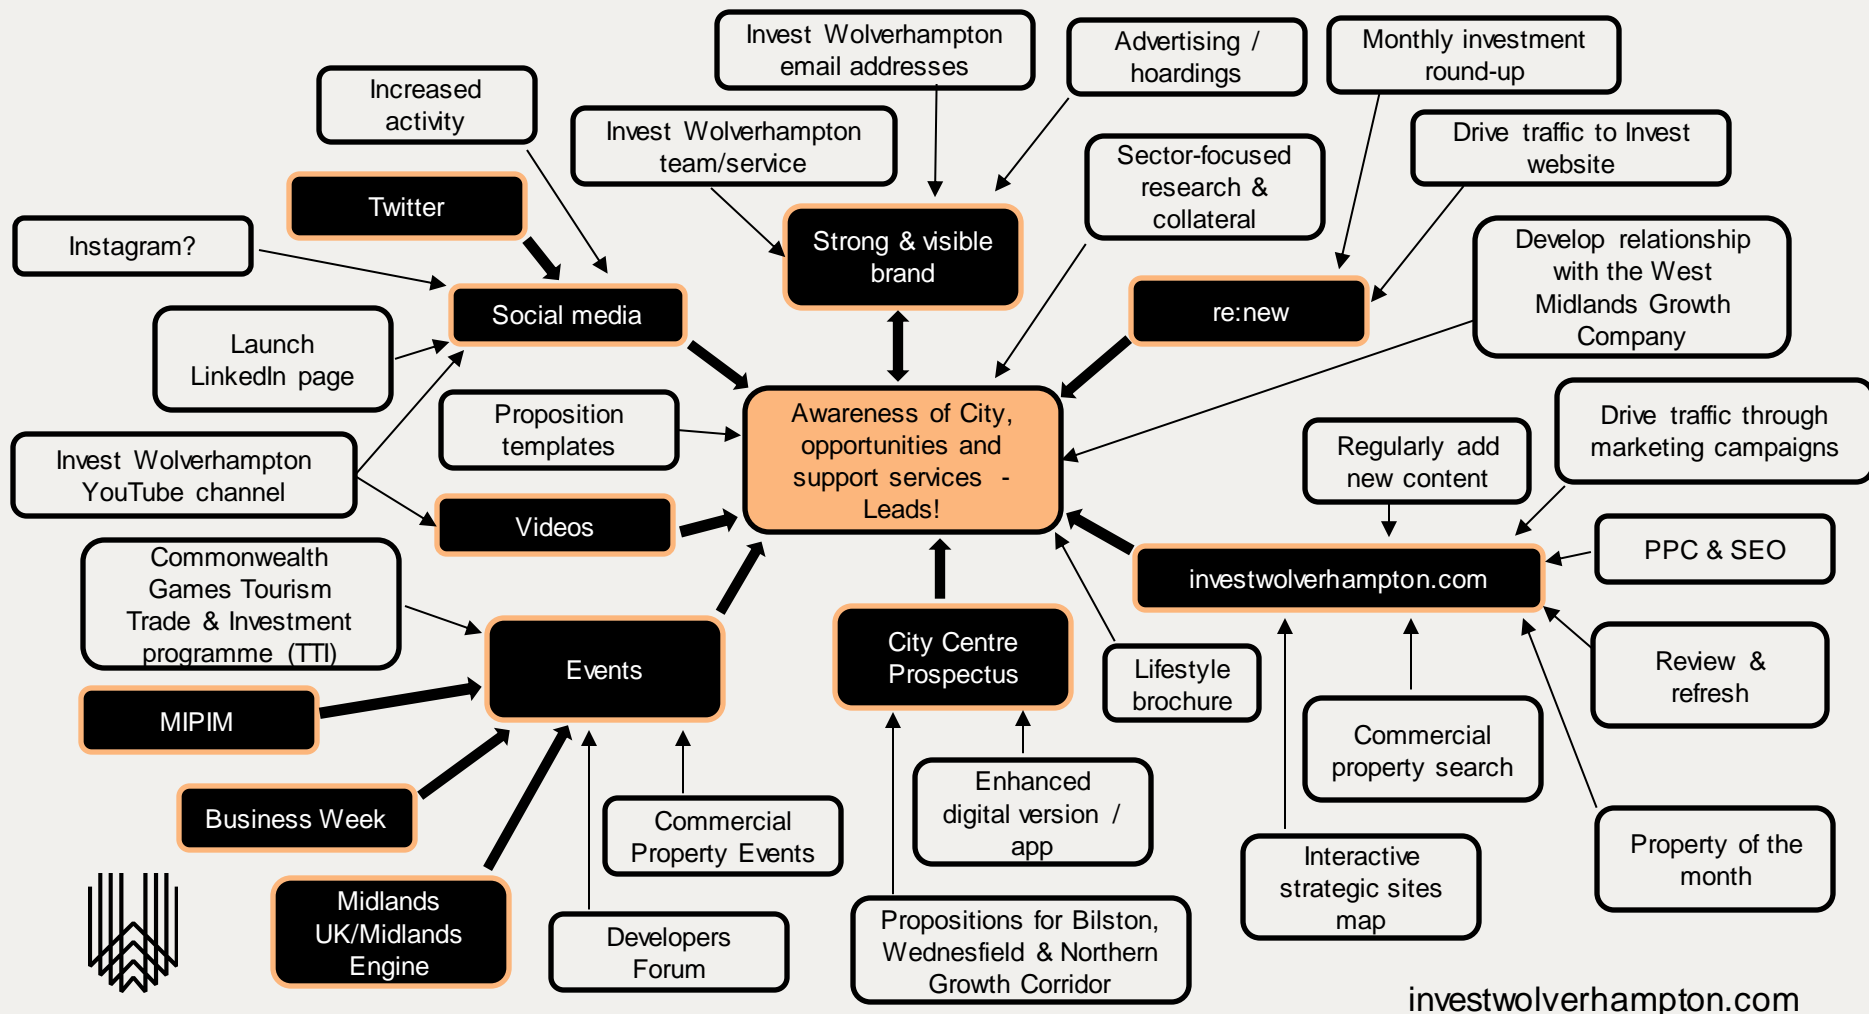 Invest Wolverhampton
email addresses
Advertising /
hoardings
Monthly investment
round-up
Increased
activity
Invest Wolverhampton
team/service
Sector-focused
research &
collateral
Drive traffic to Invest
website
Twitter
Instagram?
Strong & visible
brand
Develop relationship
with the West
Midlands Growth
Company
Social media
re:new
Launch
LinkedIn page
Proposition
templates
Awareness of City,
opportunities and
support services -
Leads!
Drive traffic through
marketing campaigns
Regularly add
new content
Invest Wolverhampton
YouTube channel
Videos
PPC & SEO
investwolverhampton.com
Commonwealth
Games Tourism
Trade & Investment
programme (TTI)
Events
City Centre
Prospectus
Lifestyle
brochure
Review &
refresh
MIPIM
Commercial
property search
Business Week
Commercial
Property Events
Enhanced
digital version /
app
Interactive
strategic sites
map
Property of the
month
Midlands
UK/Midlands
Engine
Developers
Forum
Propositions for Bilston,
Wednesfield & Northern
Growth Corridor
investwolverhampton.com